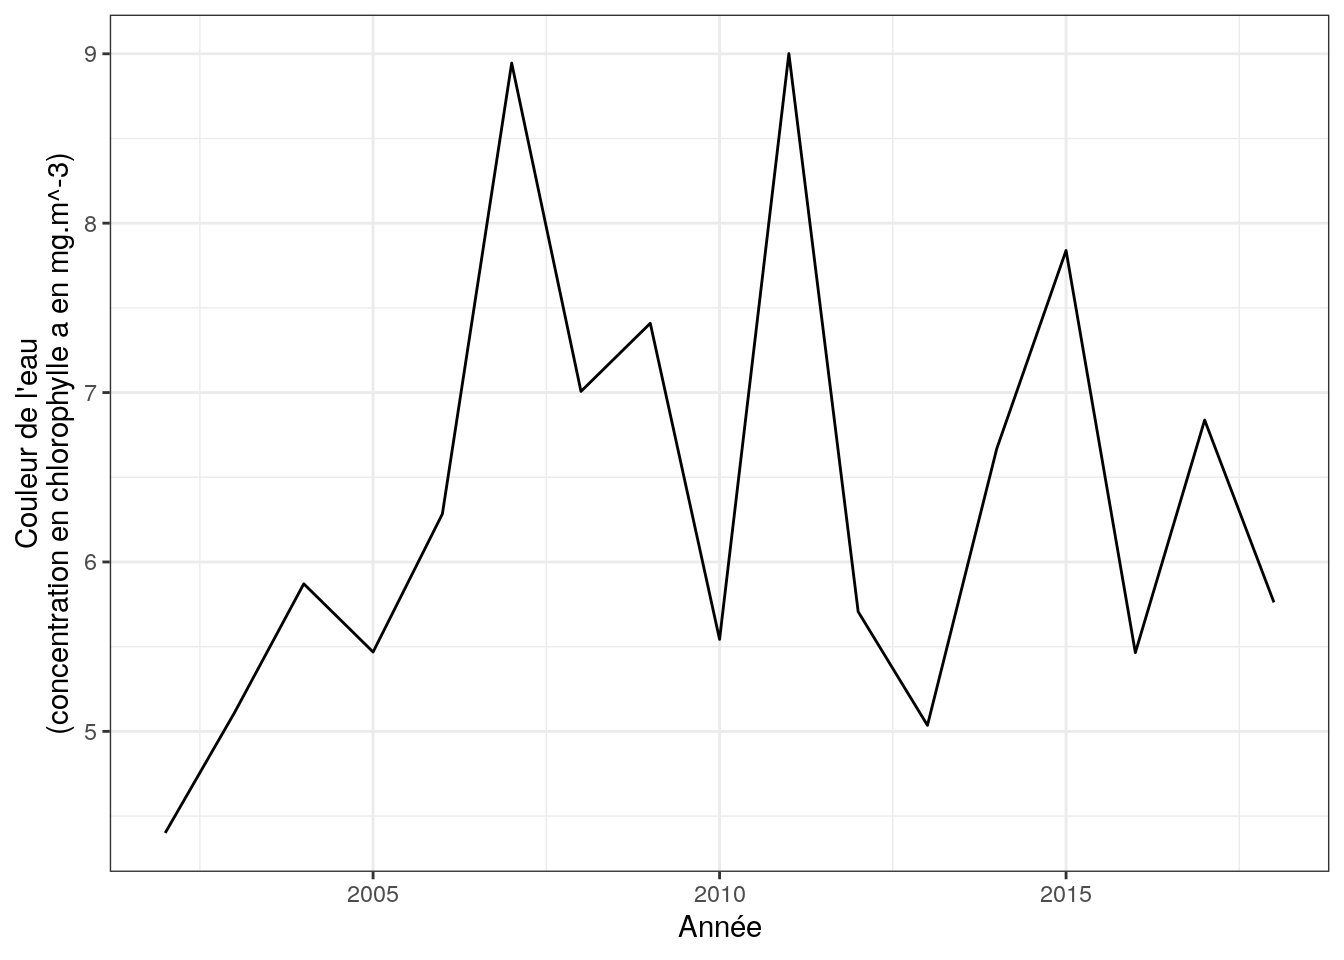 Couleur de l'eau
(concentration en chlorophylle a en mg.m^-3)
9
8
7
6
5
2005
2010
2015
Année